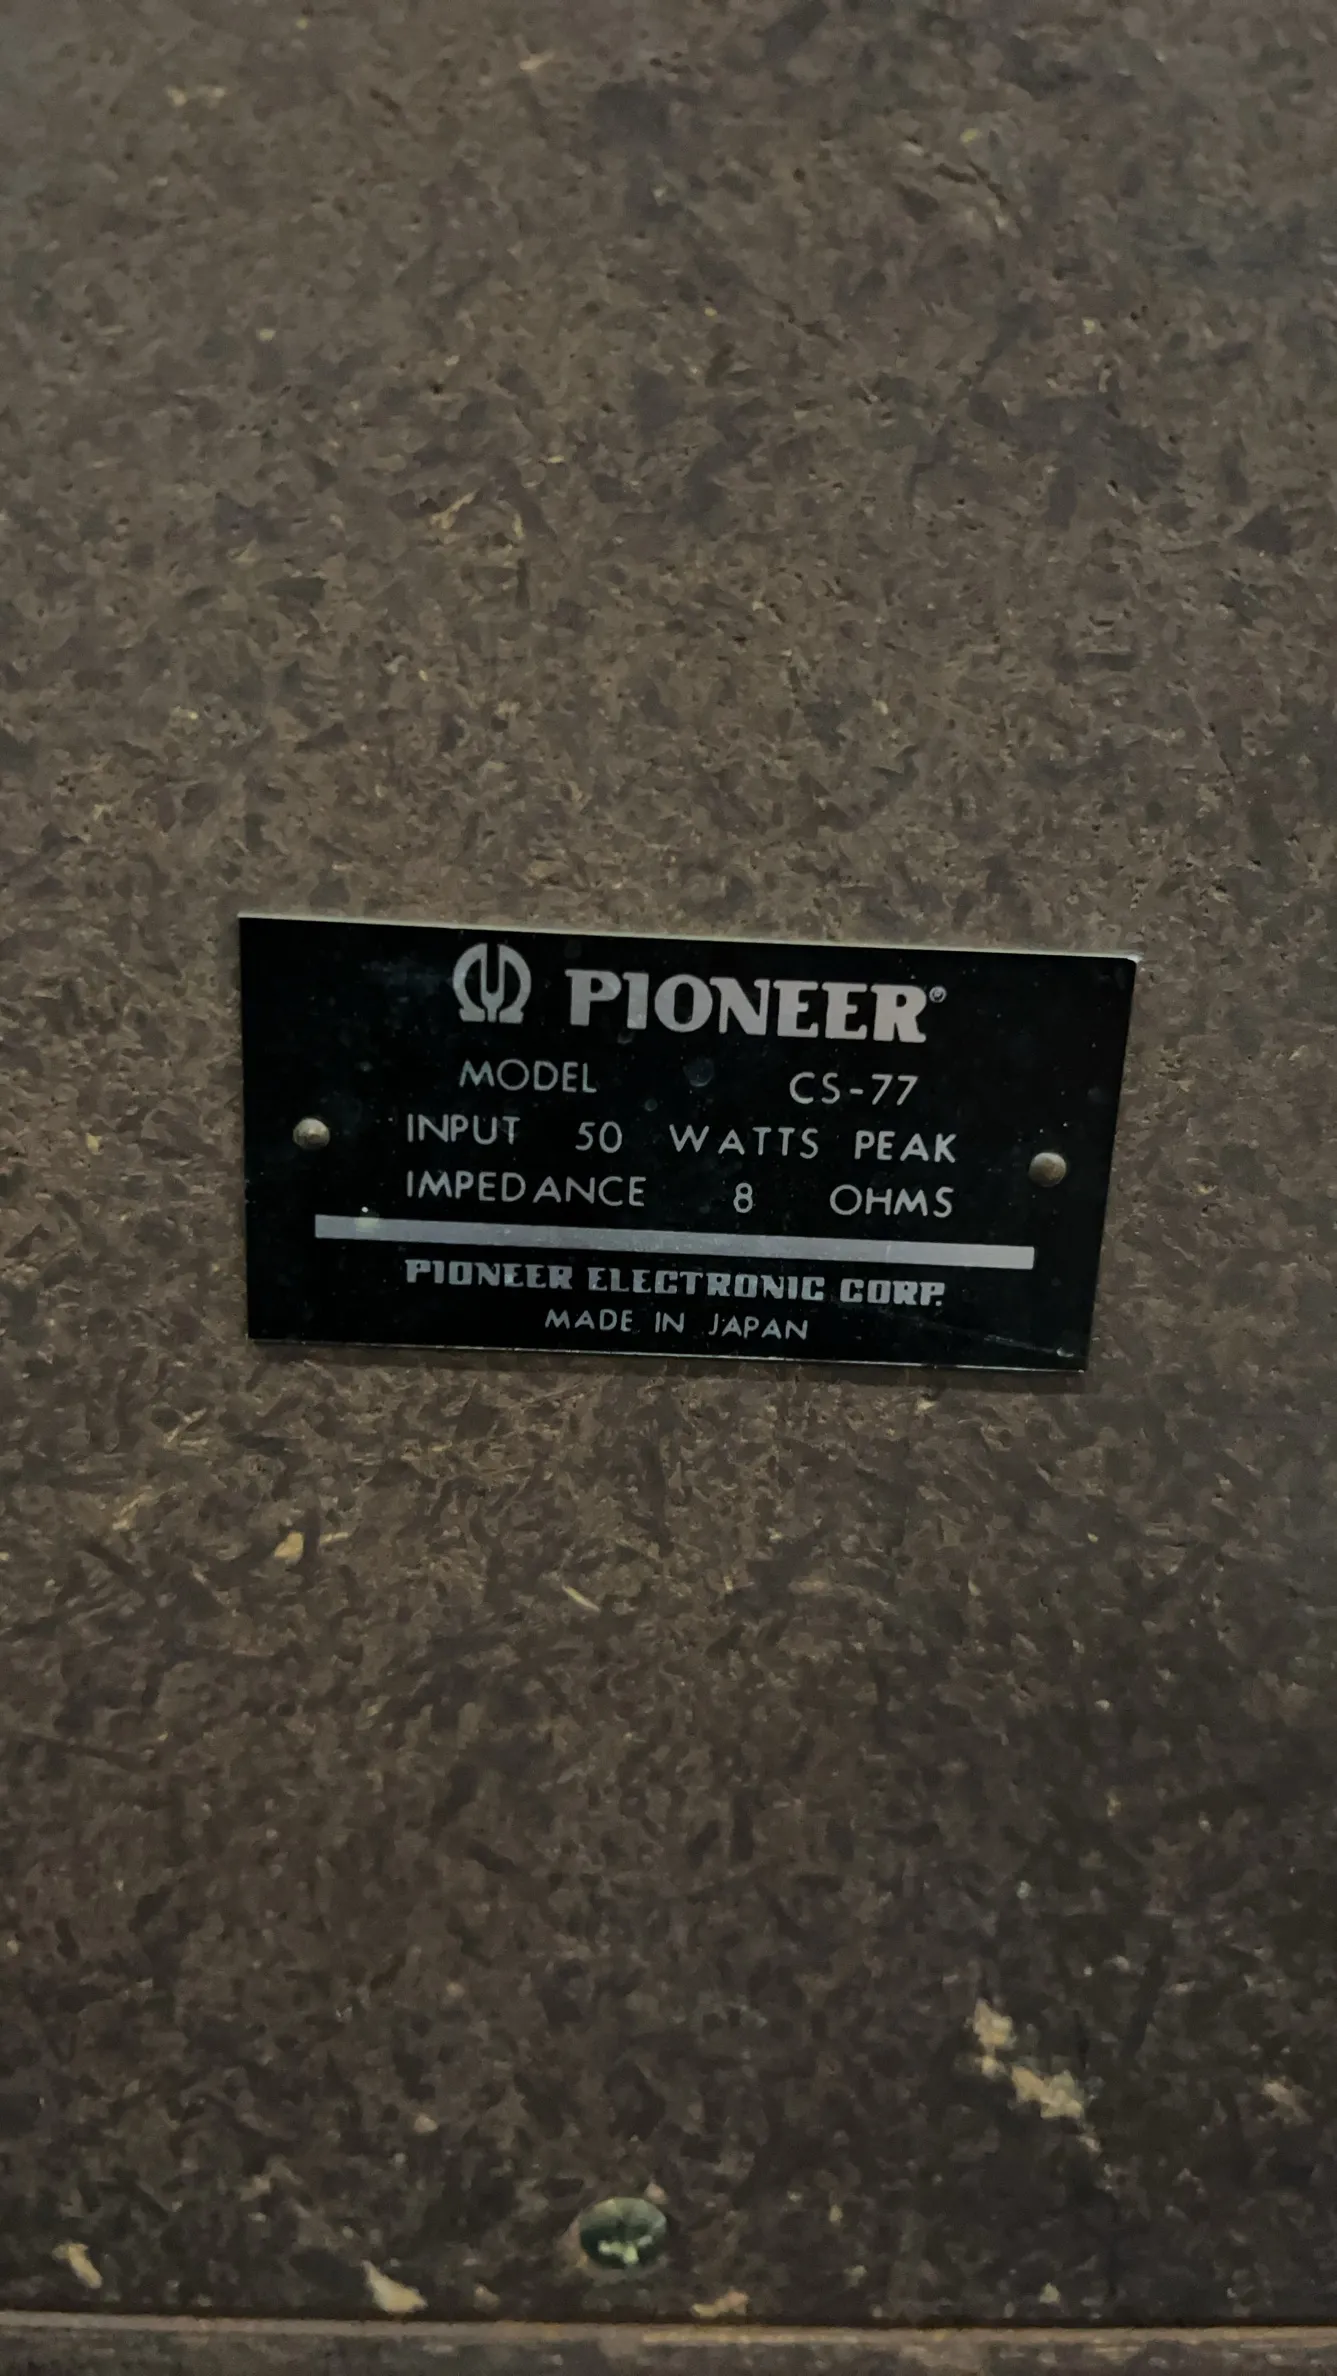 PIONEER®
MODEL CS-77
INPUT 50 WATTS PEAK
IMPEDANCE 8 OHMS
PIONEER ELECTRONIC CORP.
MADE IN JAPAN